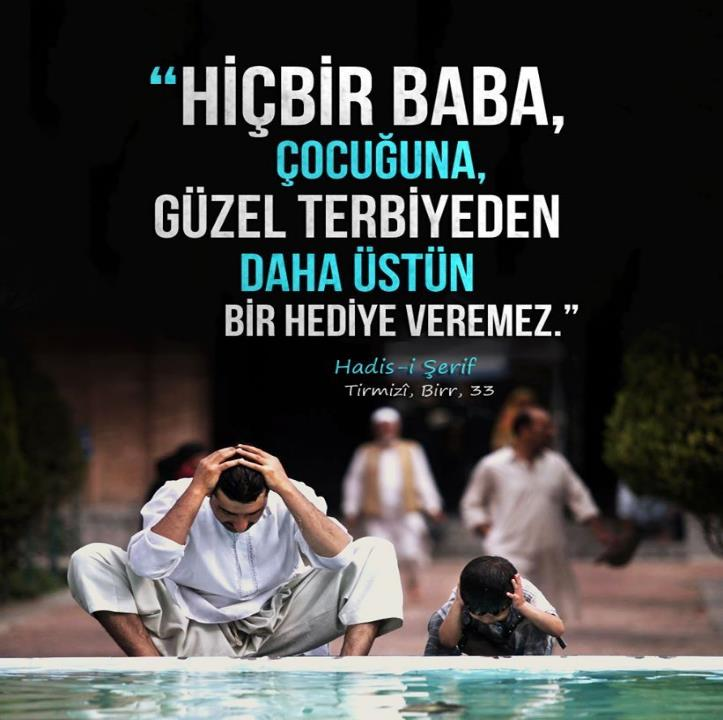 “HİÇBİR BABA,
ÇOCUĞUNA,
GÜZEL TERBİYEDEN
DAHA ÜSTÜN
BİR HEDİYE VEREMEZ.”
Hadis-i Şerif
Tirmizî, Birr, 33